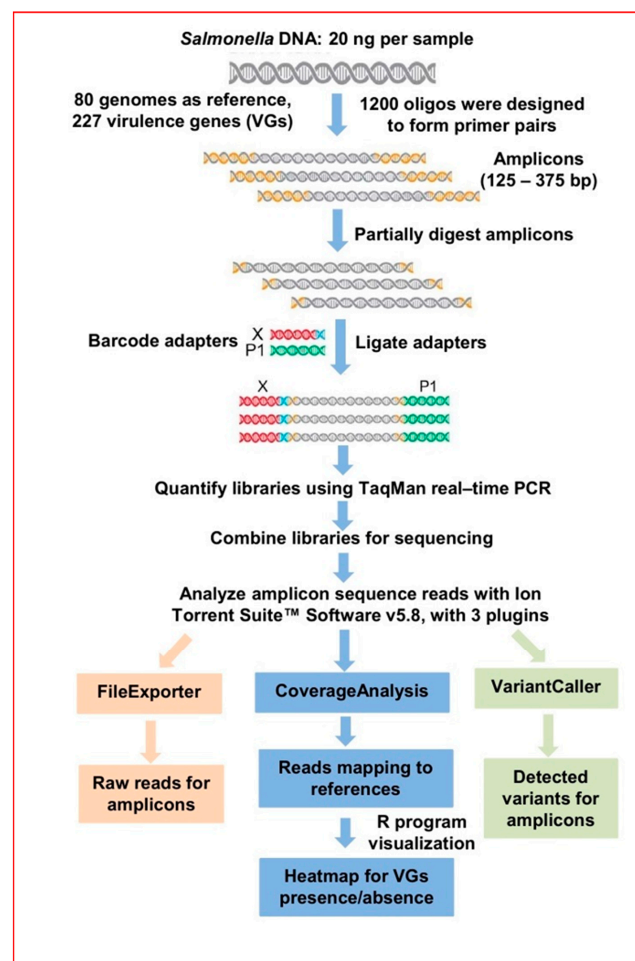 Salmonella DNA: 20 ng per sample
80 genomes as reference,
227 virulence genes (VGs)
1200 oligos were designed
to form primer pairs
Amplicons
(125 – 375 bp)
Partially digest amplicons
Barcode adapters
X
P1
Ligate adapters
X
P1
Quantify libraries using TaqMan real–time PCR
Combine libraries for sequencing
Analyze amplicon sequence reads with Ion
Torrent Suite™ Software v5.8, with 3 plugins
FileExporter
CoverageAnalysis
VariantCaller
Raw reads for
amplicons
Reads mapping to
references
Detected
variants for
amplicons
R program
visualization
Heatmap for VGs
presence/absence